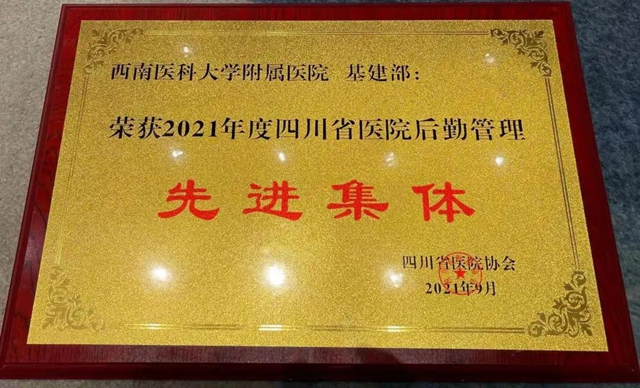 西南医科大学附属医院 基建部：
荣获2021年度四川省医院后勤管理
先进集体
四川省医院协会
2021年9月